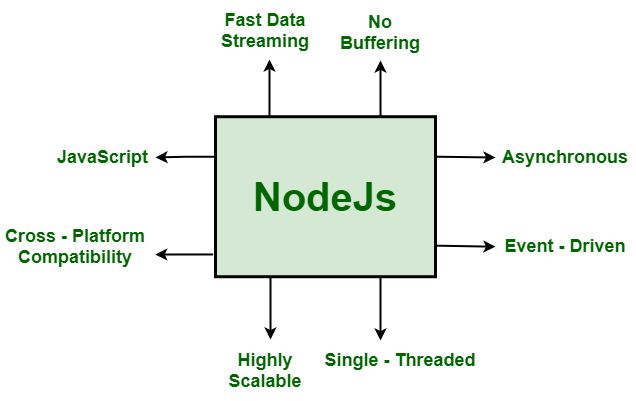 Fast Data
Streaming
No
Buffering
JavaScript
Asynchronous
NodeJs
Cross - Platform
Compatibility
Event - Driven
Highly
Scalable
Single - Threaded